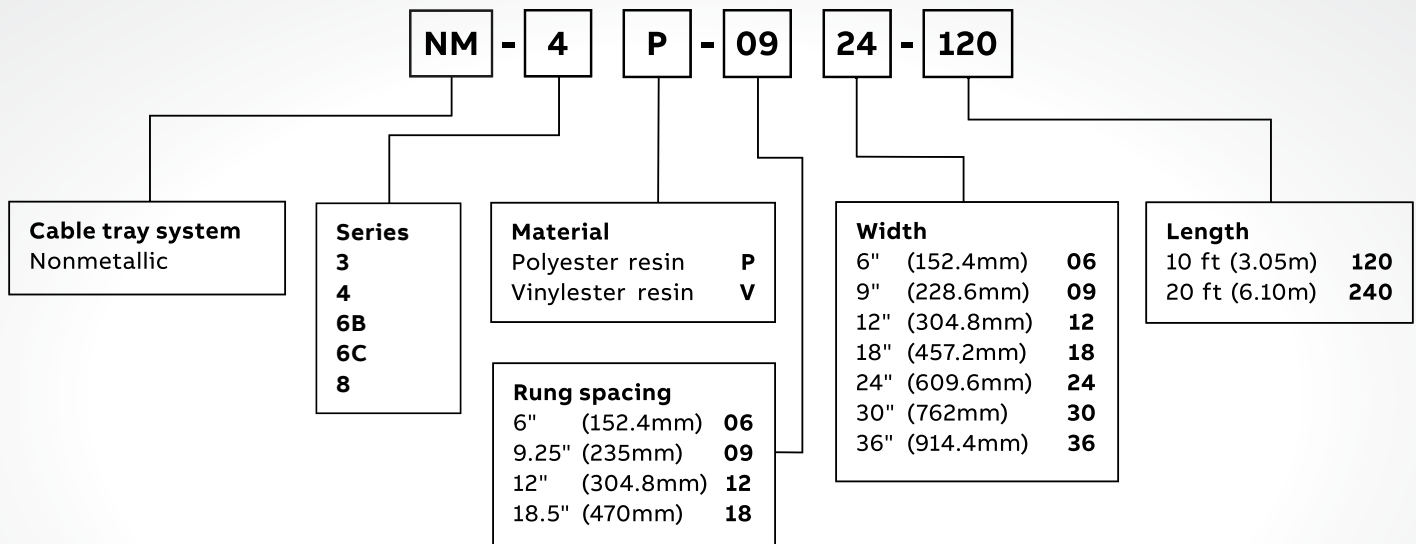 NM - 4 P - 09 24 - 120
Cable tray system
Nonmetallic
Series
3
4
6B
6C
8
Material
Polyester resin P
Vinylester resin V
Rung spacing
6" (152.4mm) 06
9.25" (235mm) 09
12" (304.8mm) 12
18.5" (470mm) 18
Width
6" (152.4mm) 06
9" (228.6mm) 09
12" (304.8mm) 12
18" (457.2mm) 18
24" (609.6mm) 24
30" (762mm) 30
36" (914.4mm) 36
Length
10 ft (3.05m) 120
20 ft (6.10m) 240